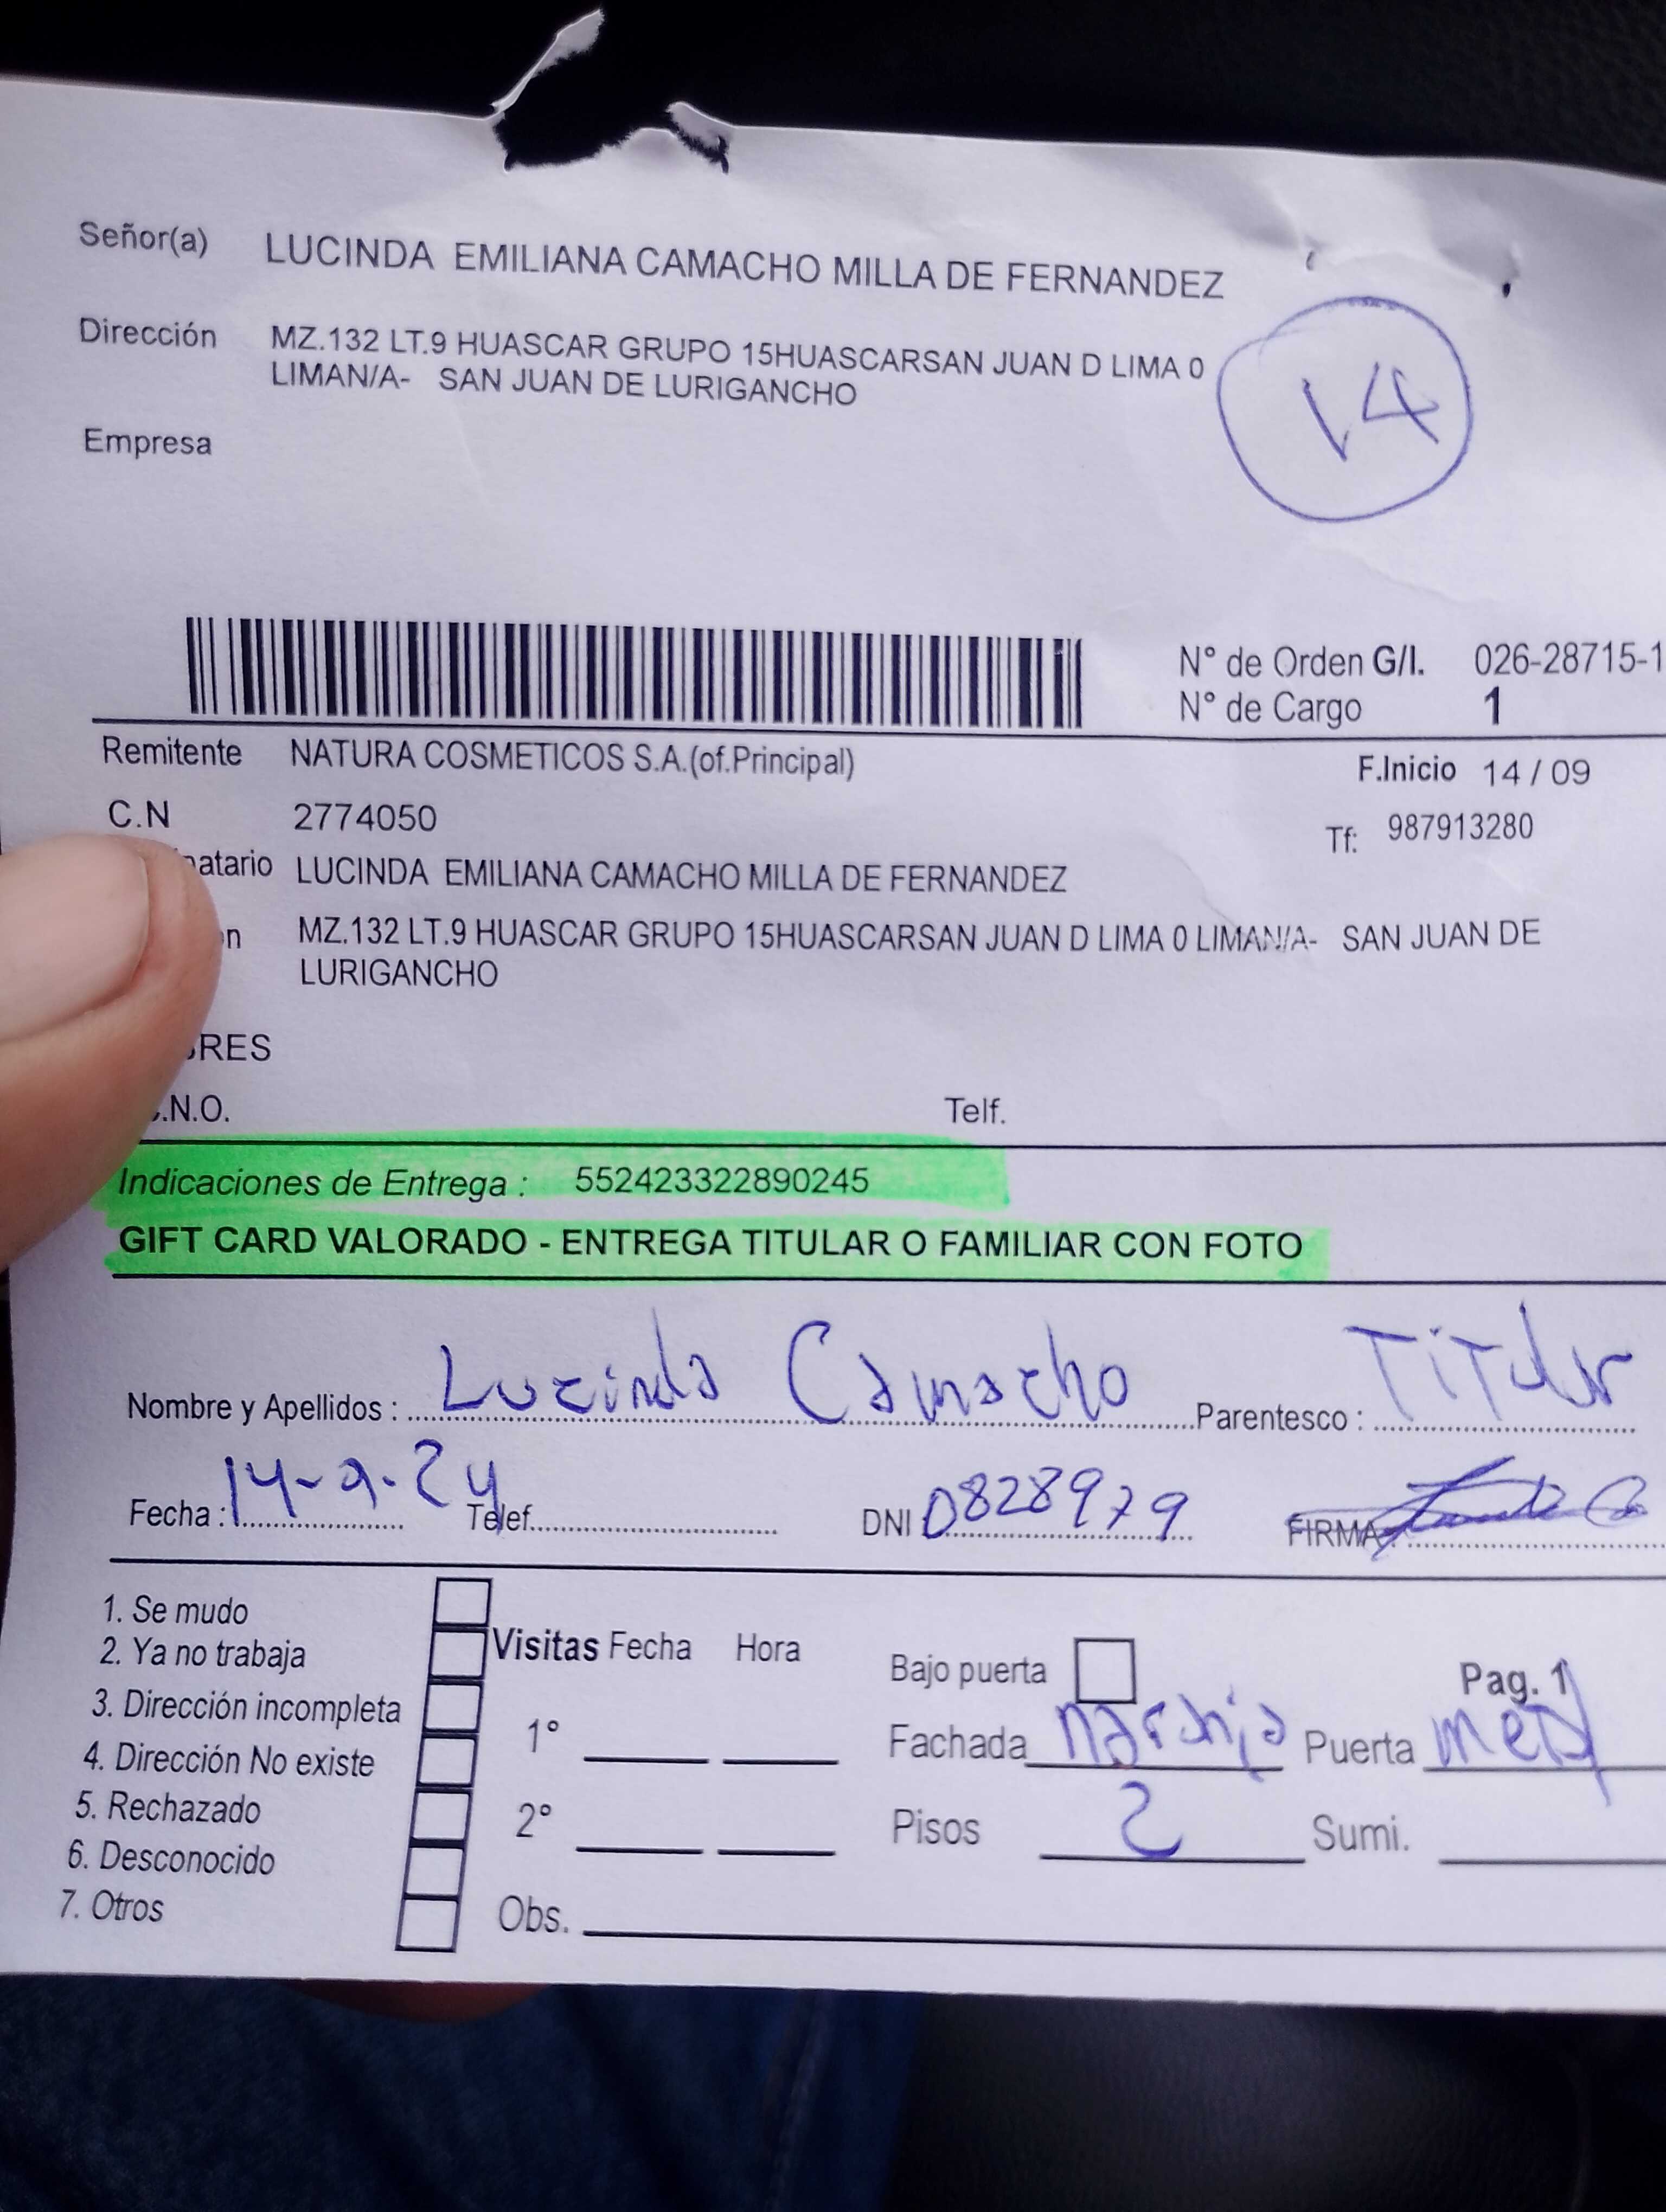 Señor(a) LUCINDA EMILIANA CAMACHO MILLA DE FERNANDEZ
Dirección MZ.132 LT.9 HUASCAR GRUPO 15HUASCARSAN JUAN D LIMA 0
LIMAN/A- SAN JUAN DE LURIGANCHO
14
Empresa
N° de Orden G/I. 026-28715-1
N° de Cargo 1
Remitente NATURA COSMETICOS S.A.(of.Principal) F.Inicio 14 / 09
C.N 2774050 Tf: 987913280
atario LUCINDA EMILIANA CAMACHO MILLA DE FERNANDEZ
n MZ.132 LT.9 HUASCAR GRUPO 15HUASCARSAN JUAN D LIMA 0 LIMAN/A- SAN JUAN DE
LURIGANCHO
RES
.N.O. Telf.
Indicaciones de Entrega : 552423322890245
GIFT CARD VALORADO - ENTREGA TITULAR O FAMILIAR CON FOTO
Nombre y Apellidos : Lucinda Camacho Parentesco : Titular
Fecha : 14-9-24 Telef. DNI 0828979 FIRMA
1. Se mudo
2. Ya no trabaja
3. Dirección incompleta
4. Dirección No existe
5. Rechazado
6. Desconocido
7. Otros
Visitas Fecha Hora
1°
2°
Obs.
Bajo puerta Pag. 1
Fachada naranja Puerta met
Pisos 2 Sumi.